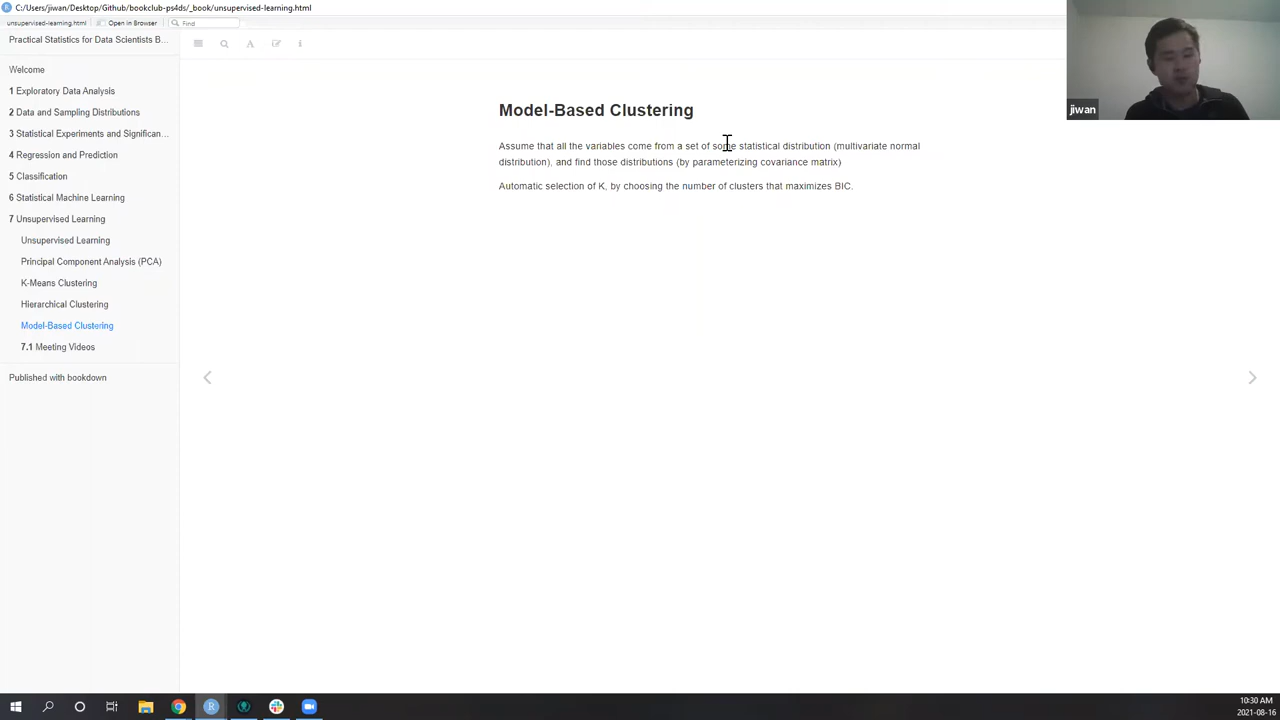 C:/Users/jiwan/Desktop/Github/bookclub-ps4ds/_book/unsupervised-learning.html
unsupervised-learning.html Open in Browser Find
Practical Statistics for Data Scientists B...
Welcome
1 Exploratory Data Analysis
2 Data and Sampling Distributions
3 Statistical Experiments and Significan...
4 Regression and Prediction
5 Classification
6 Statistical Machine Learning
7 Unsupervised Learning
Unsupervised Learning
Principal Component Analysis (PCA)
K-Means Clustering
Hierarchical Clustering
Model-Based Clustering
7.1 Meeting Videos
Published with bookdown
Model-Based Clustering
Assume that all the variables come from a set of some statistical distribution (multivariate normal
distribution), and find those distributions (by parameterizing covariance matrix)
Automatic selection of K, by choosing the number of clusters that maximizes BIC.
jiwan
10:30 AM
2021-08-16